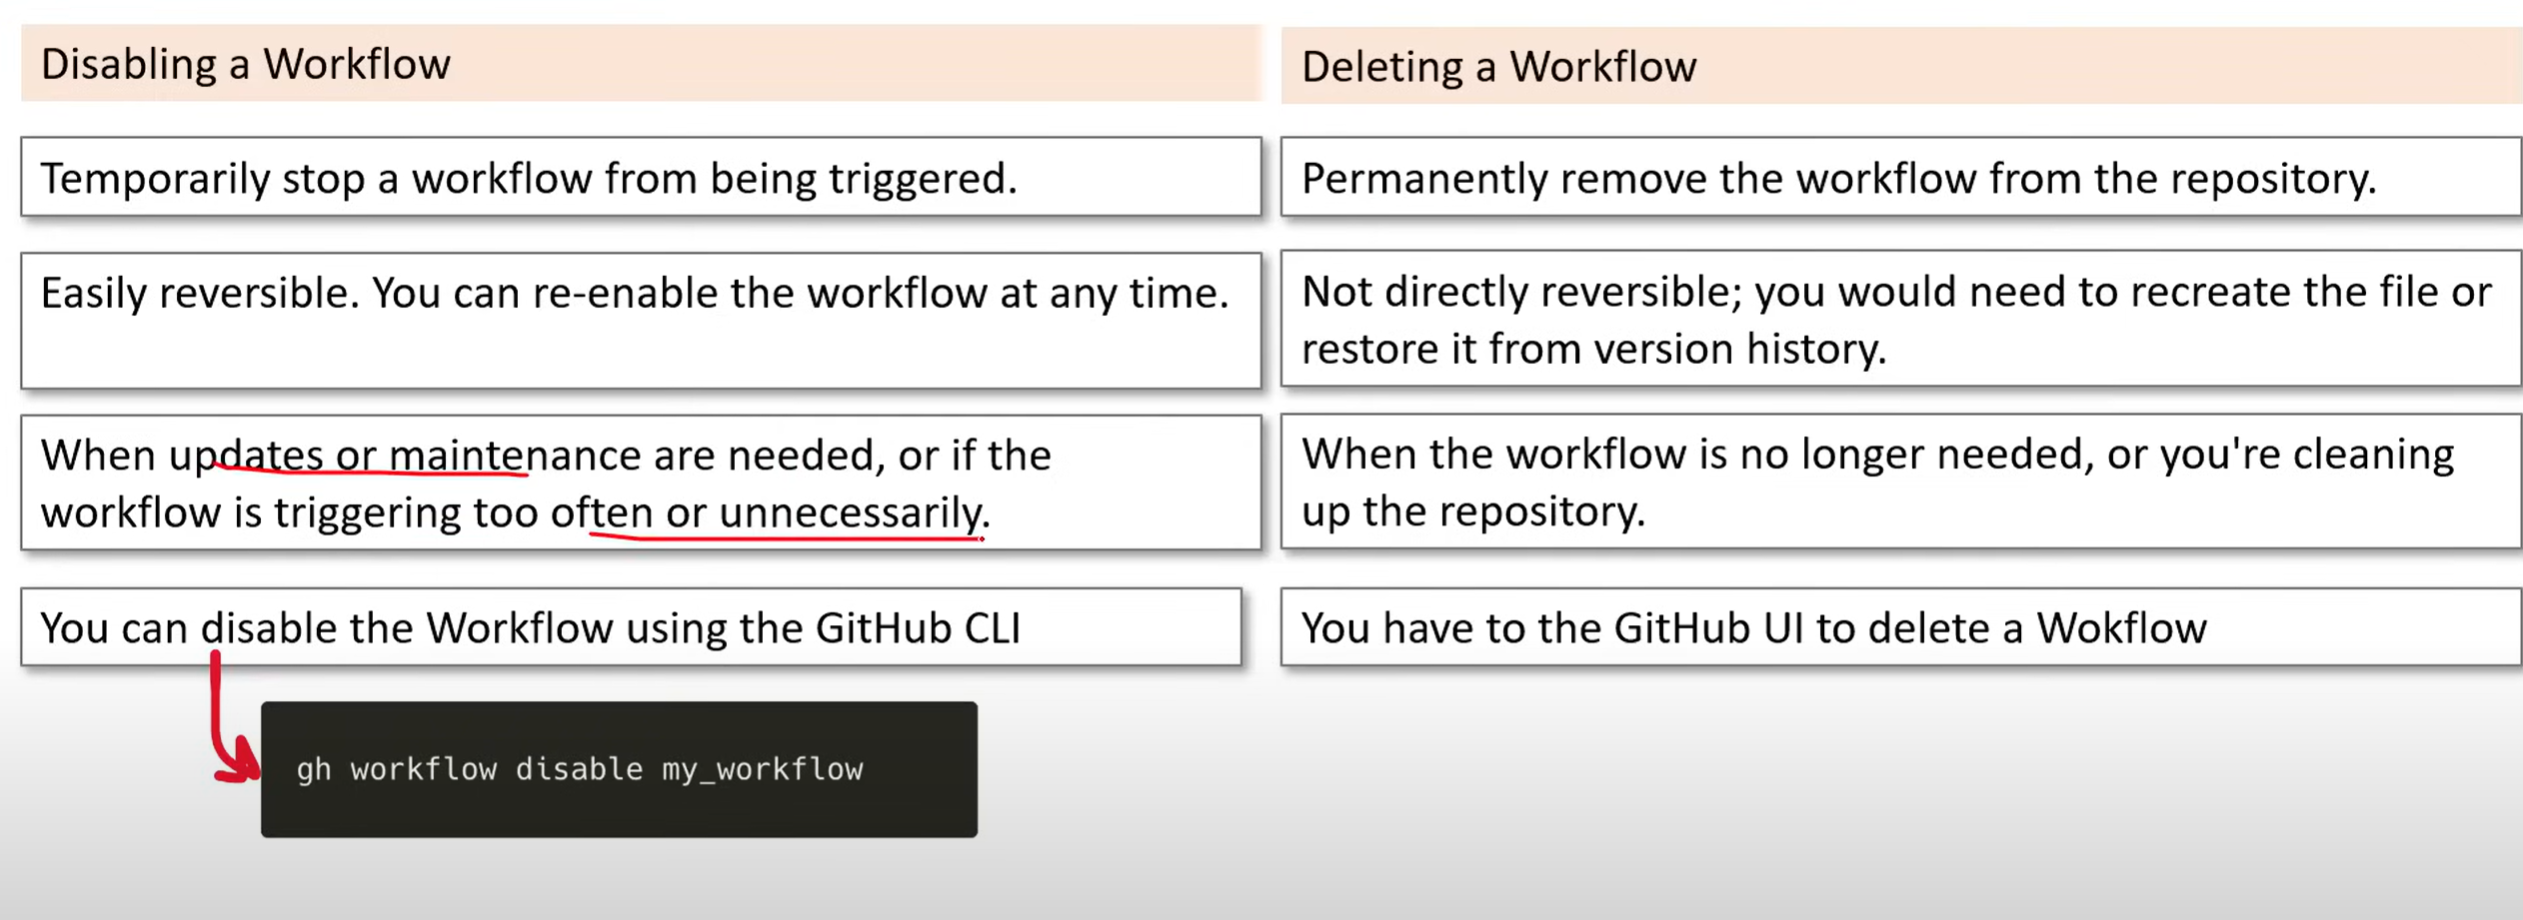 Disabling a Workflow
Deleting a Workflow
Temporarily stop a workflow from being triggered.
Permanently remove the workflow from the repository.
Easily reversible. You can re-enable the workflow at any time.
Not directly reversible; you would need to recreate the file or
restore it from version history.
When updates or maintenance are needed, or if the
workflow is triggering too often or unnecessarily.
When the workflow is no longer needed, or you're cleaning
up the repository.
You can disable the Workflow using the GitHub CLI
You have to the GitHub UI to delete a Wokflow
gh workflow disable my_workflow